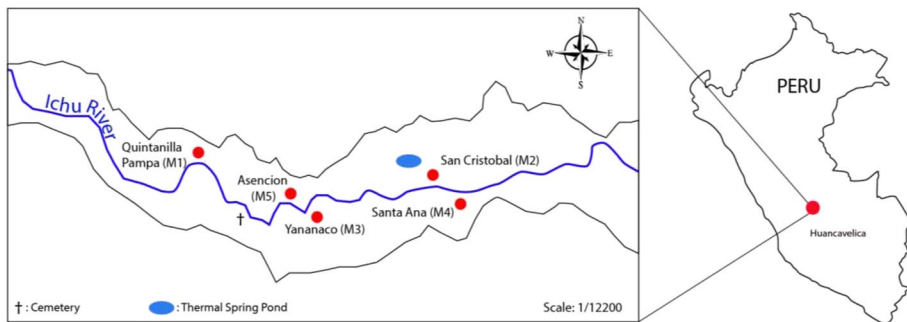 N
W E
S
Ichu River
Quintanilla
Pampa (M1)
Asencion
(M5)
Yananaco (M3)
San Cristobal (M2)
Santa Ana (M4)
† : Cemetery
: Thermal Spring Pond
Scale: 1/12200
PERU
Huancavelica